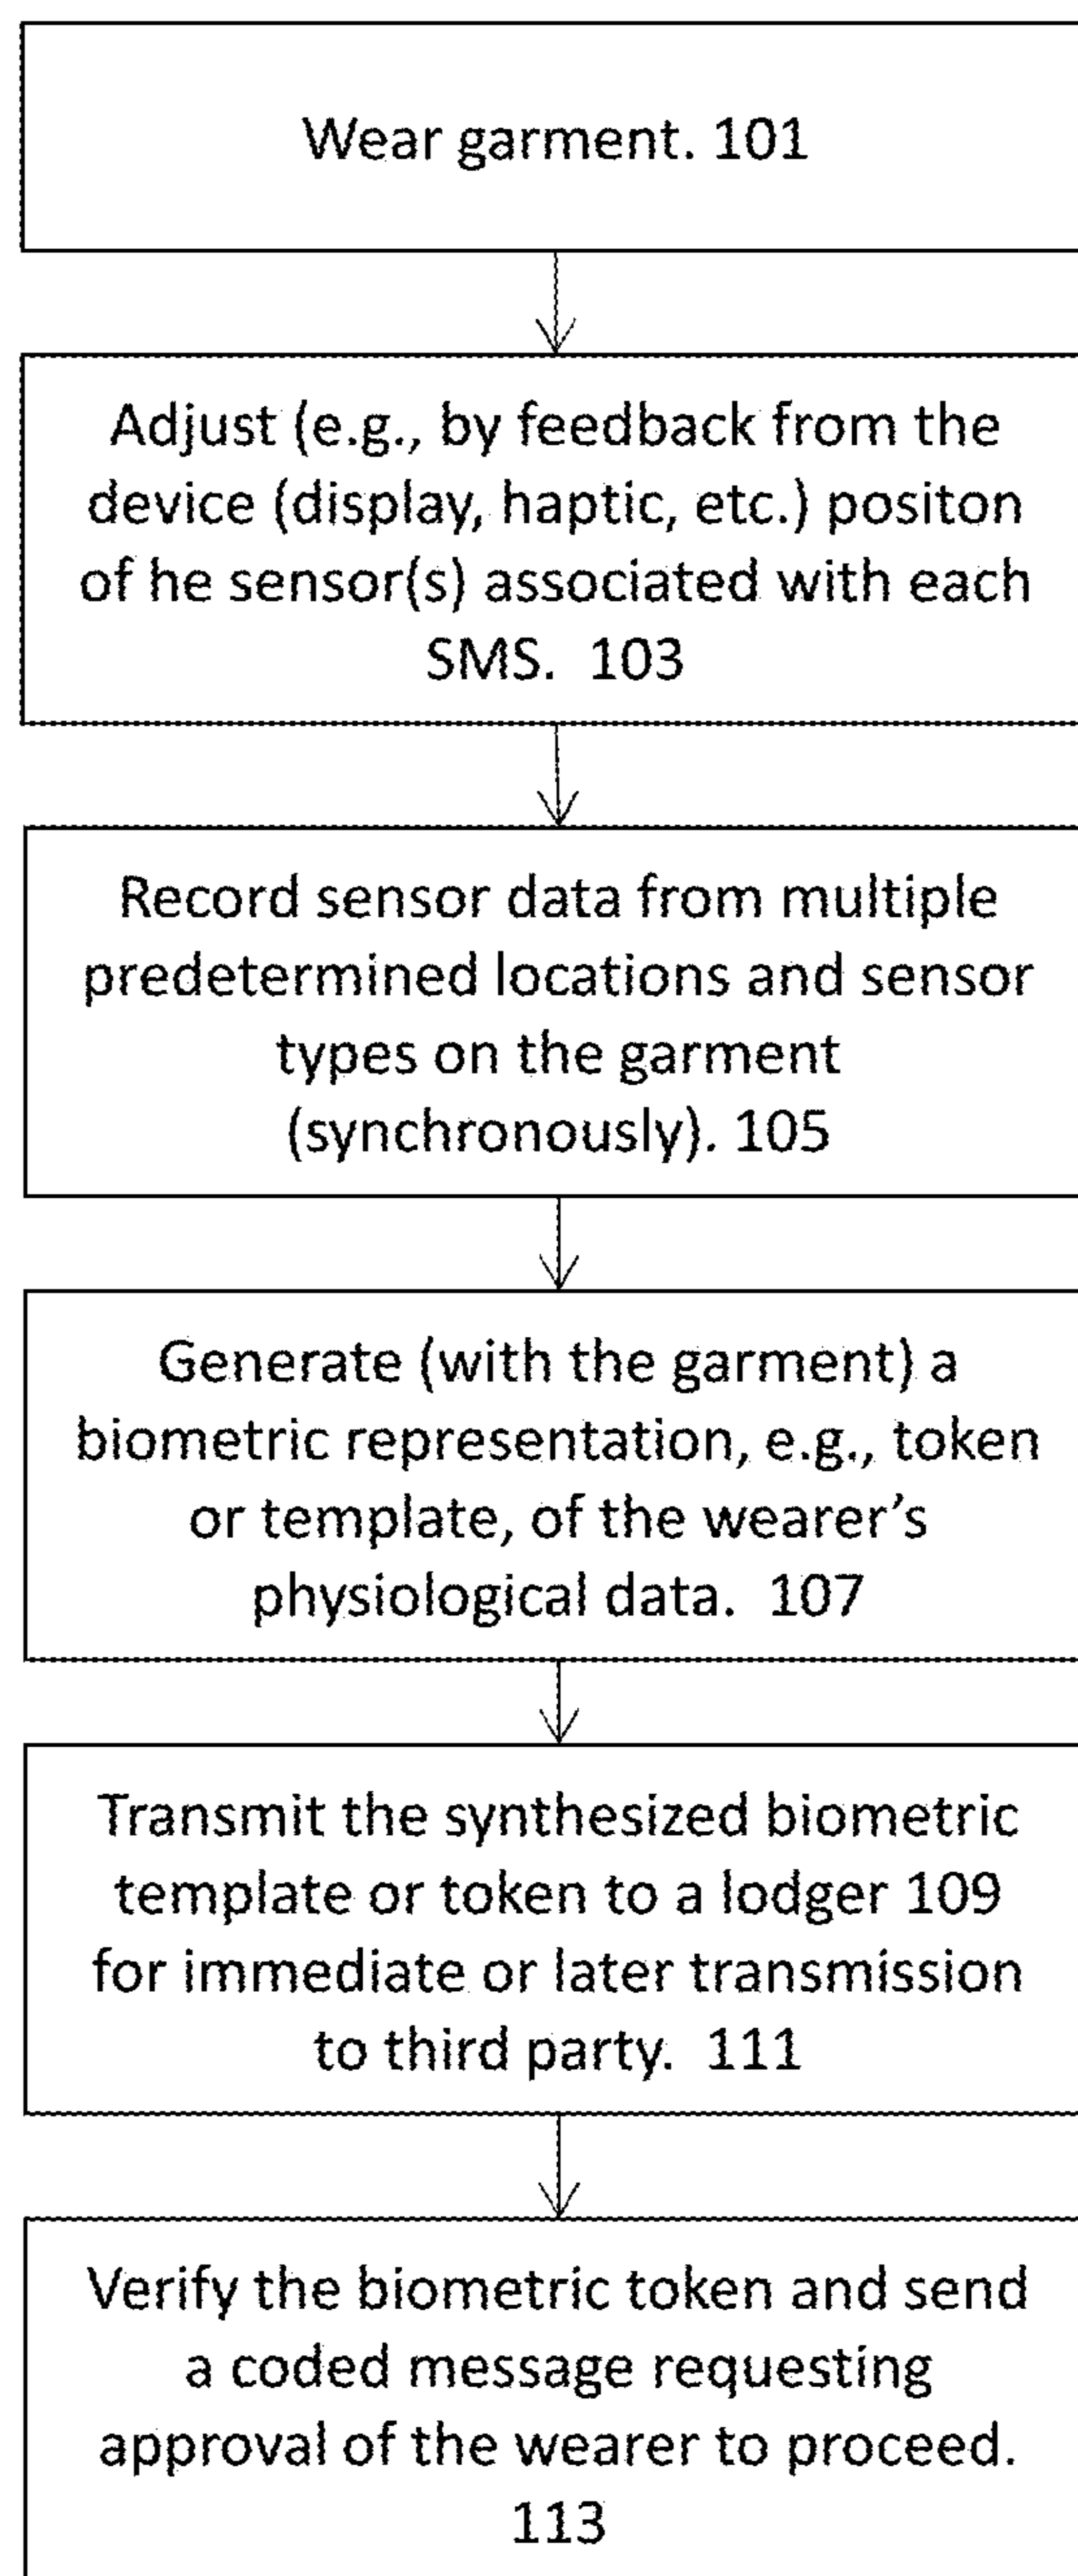 Wear garment. 101
Adjust (e.g., by feedback from the
device (display, haptic, etc.) positon
of he sensor(s) associated with each
SMS. 103
Record sensor data from multiple
predetermined locations and sensor
types on the garment
(synchronously). 105
Generate (with the garment) a
biometric representation, e.g., token
or template, of the wearer's
physiological data. 107
Transmit the synthesized biometric
template or token to a lodger 109
for immediate or later transmission
to third party. 111
Verify the biometric token and send
a coded message requesting
approval of the wearer to proceed.
113